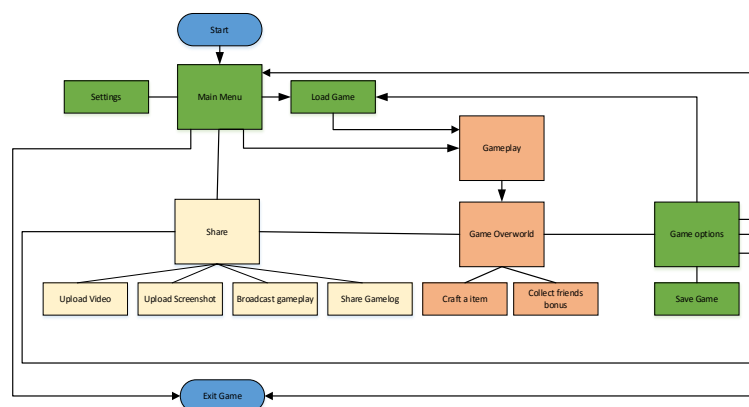 Start
Settings
Main Menu
Load Game
Gameplay
Share
Game Overworld
Game options
Upload Video
Upload Screenshot
Broadcast gameplay
Share Gamelog
Craft a item
Collect friends
bonus
Save Game
Exit Game